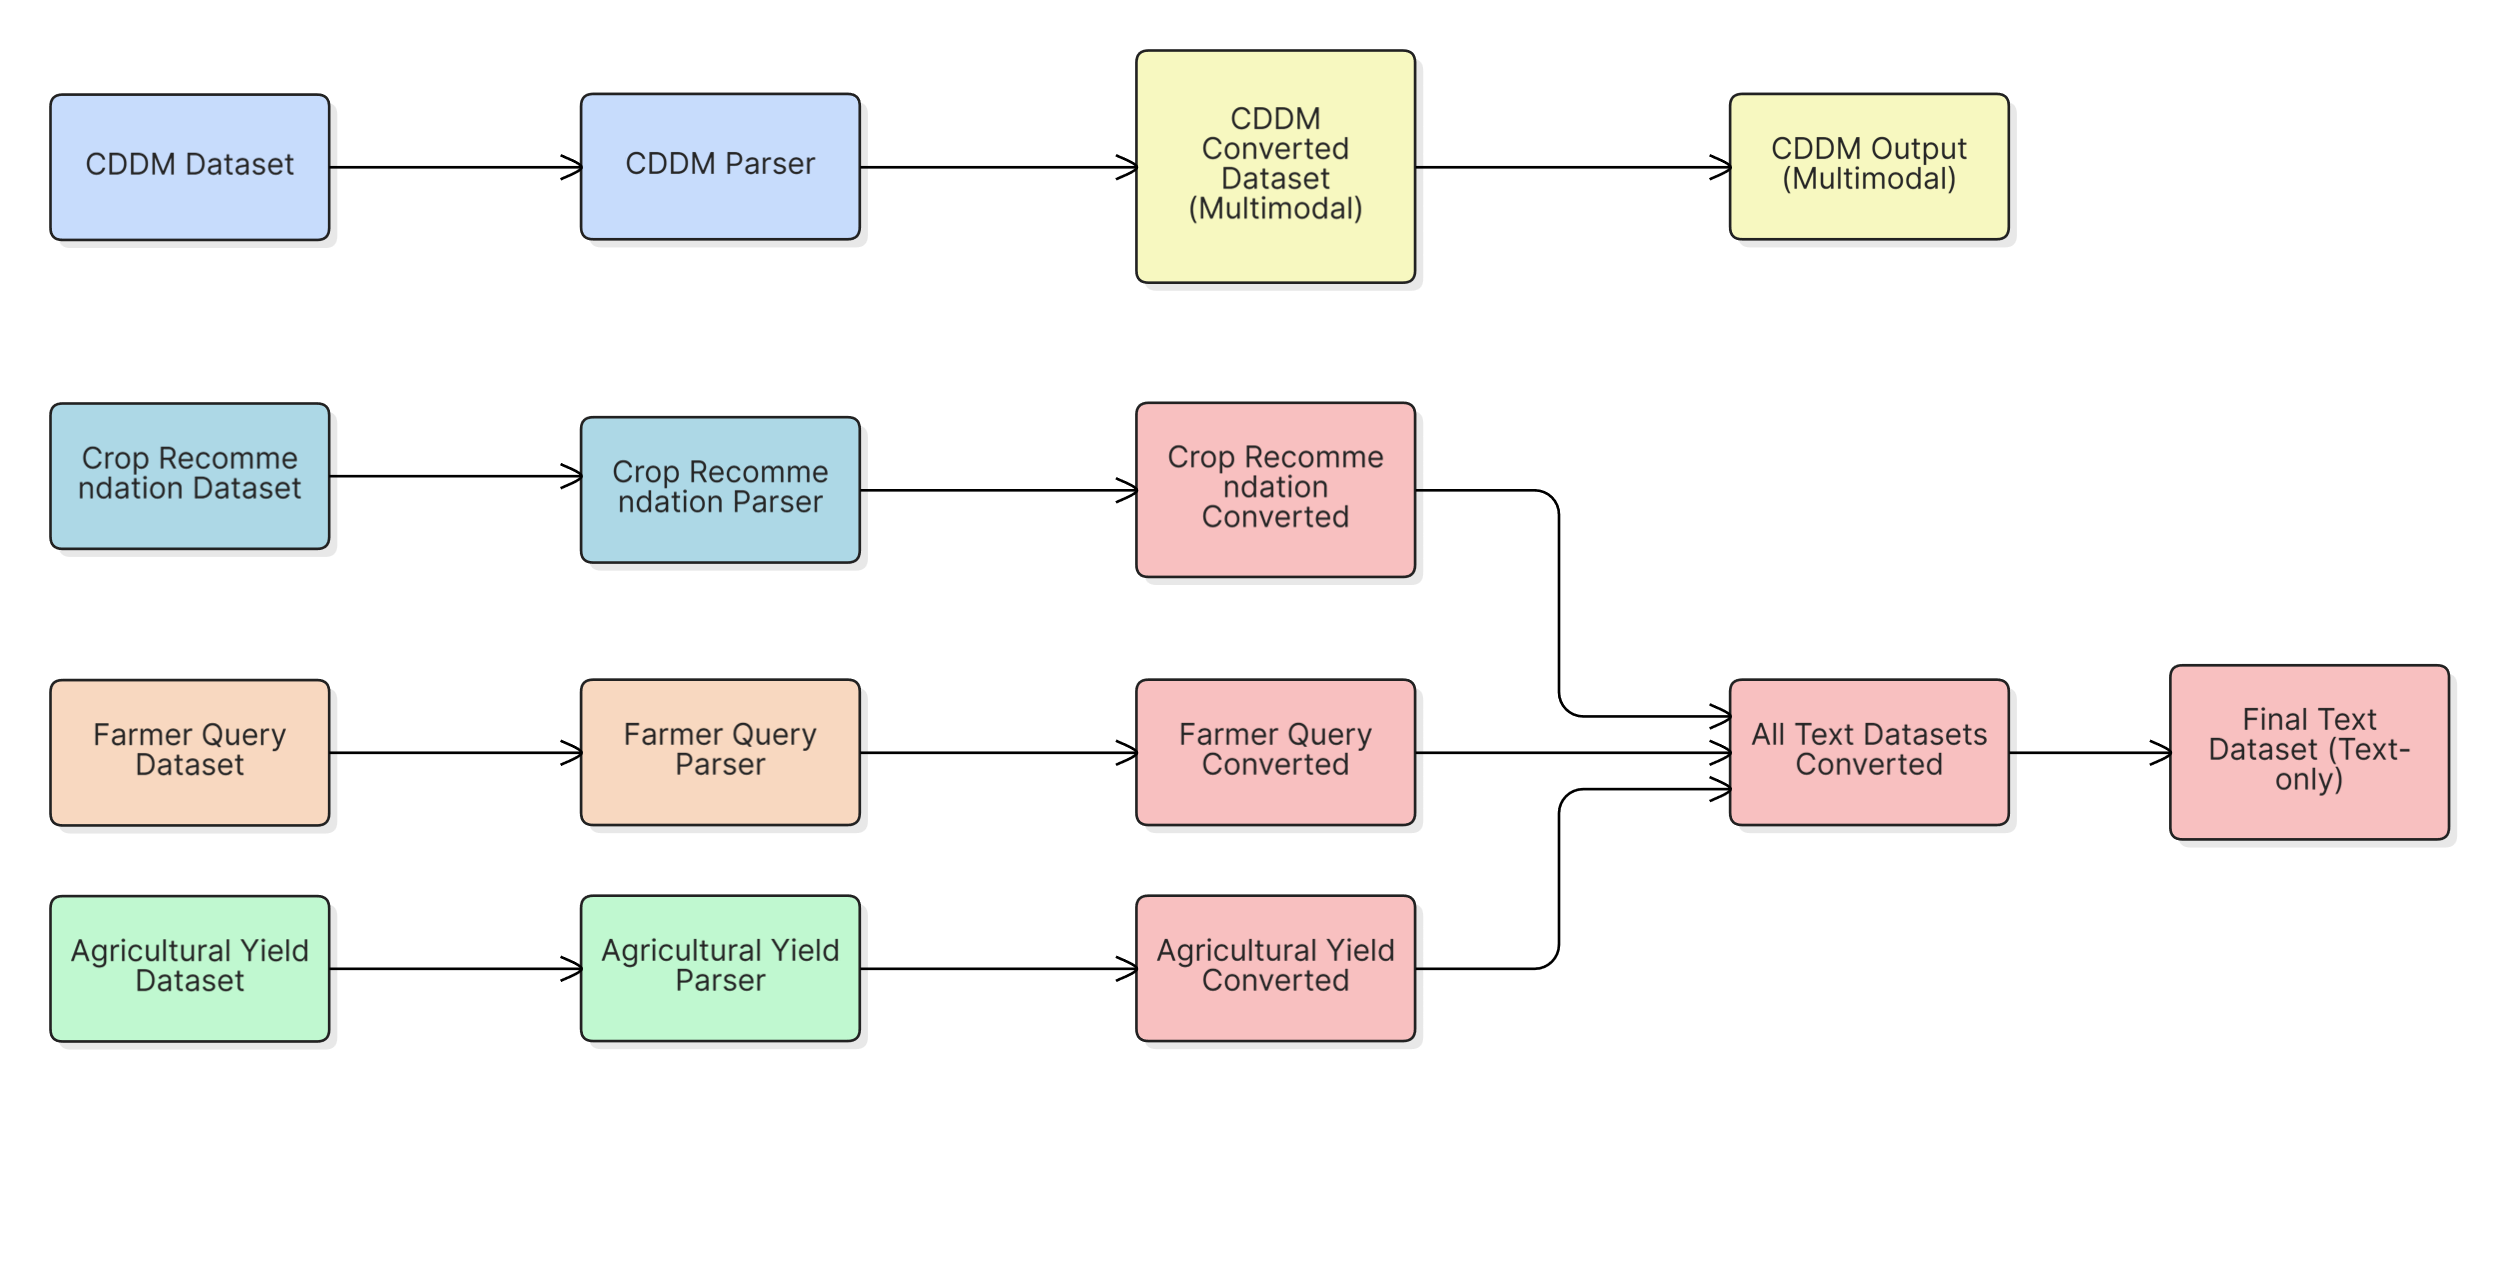 CDDM Dataset
CDDM Parser
CDDM
Converted
Dataset
(Multimodal)
CDDM Output
(Multimodal)
Crop Recomme
ndation Dataset
Crop Recomme
ndation Parser
Crop Recomme
ndation
Converted
Farmer Query
Dataset
Farmer Query
Parser
Farmer Query
Converted
All Text Datasets
Converted
Final Text
Dataset (Text-
only)
Agricultural Yield
Dataset
Agricultural Yield
Parser
Agricultural Yield
Converted